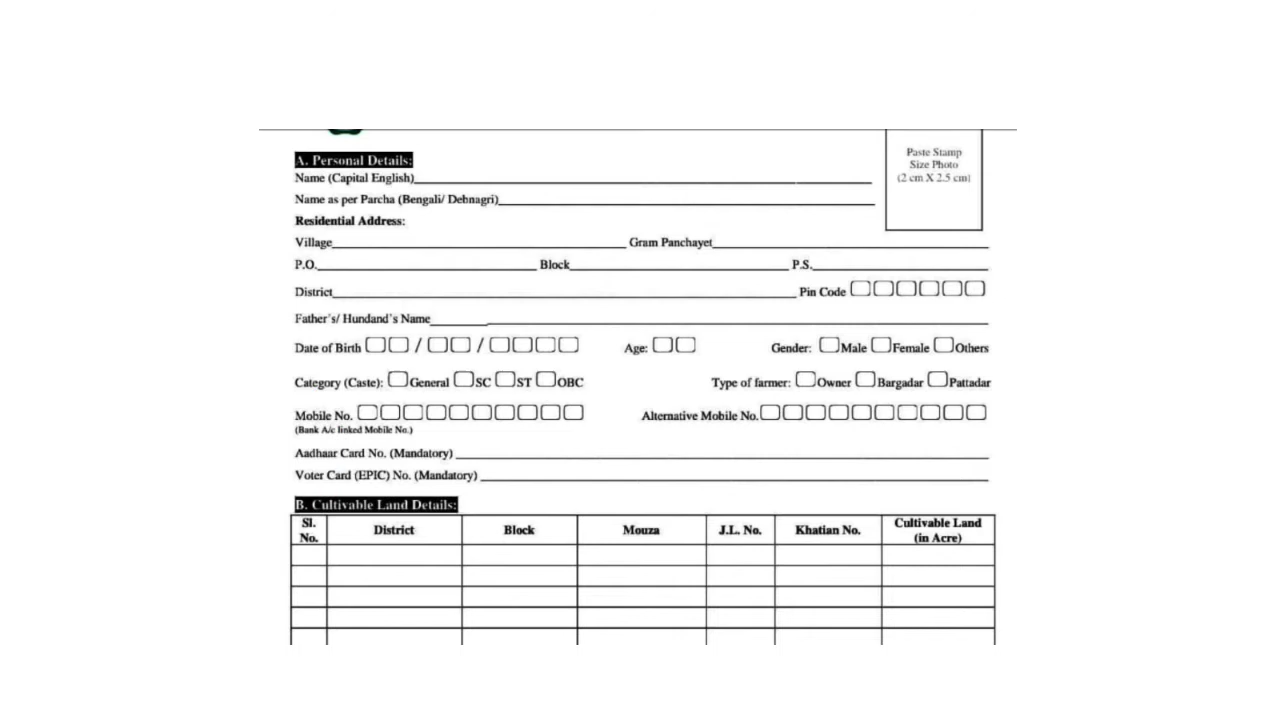 Paste Stamp
Size Photo
(2 cm X 2.5 cm)
A. Personal Details:
Name (Capital English)
Name as per Parcha (Bengali/ Debnagri)
Residential Address:
Village Gram Panchayet
P.O. Block P.S.
District Pin Code
Father's/ Hundand's Name
Date of Birth / / Age: Gender: Male Female Others
Category (Caste): General SC ST OBC Type of farmer: Owner Bargadar Pattadar
Mobile No. Alternative Mobile No.
(Bank A/c linked Mobile No.)
Aadhaar Card No. (Mandatory)
Voter Card (EPIC) No. (Mandatory)
B. Cultivable Land Details:
Sl. No. District Block Mouza J.L. No. Khatian No. Cultivable Land (in Acre)